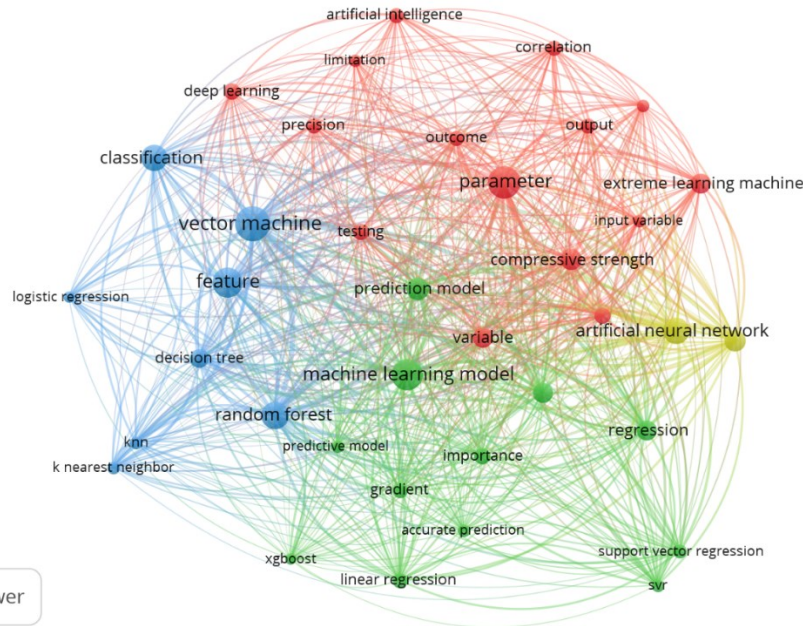 artificial intelligence
correlation
limitation
deep learning
precision
output
outcome
classification
parameter
extreme learning machine
vector machine
input variable
testing
compressive strength
feature
prediction model
logistic regression
artificial neural network
variable
decision tree
machine learning model
random forest
regression
knn
predictive model
importance
k nearest neighbor
gradient
accurate prediction
support vector regression
xgboost
linear regression
svr